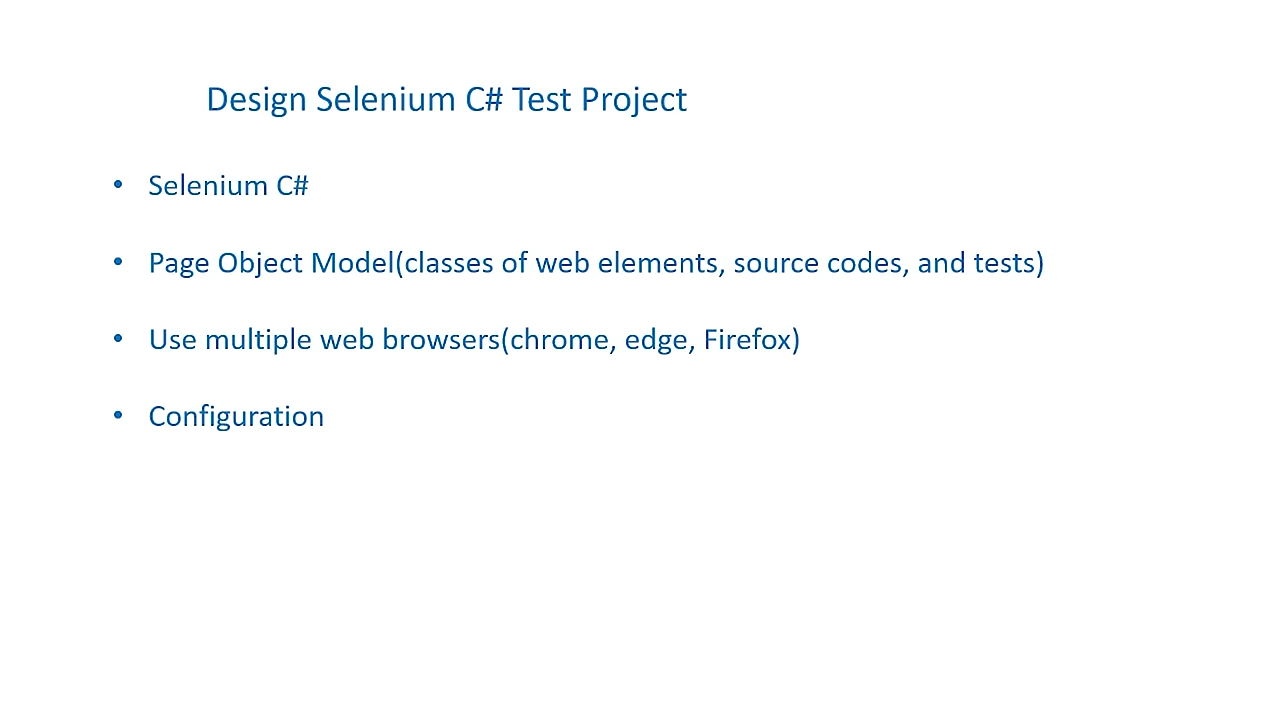 Design Selenium C# Test Project
• Selenium C#
• Page Object Model(classes of web elements, source codes, and tests)
• Use multiple web browsers(chrome, edge, Firefox)
• Configuration